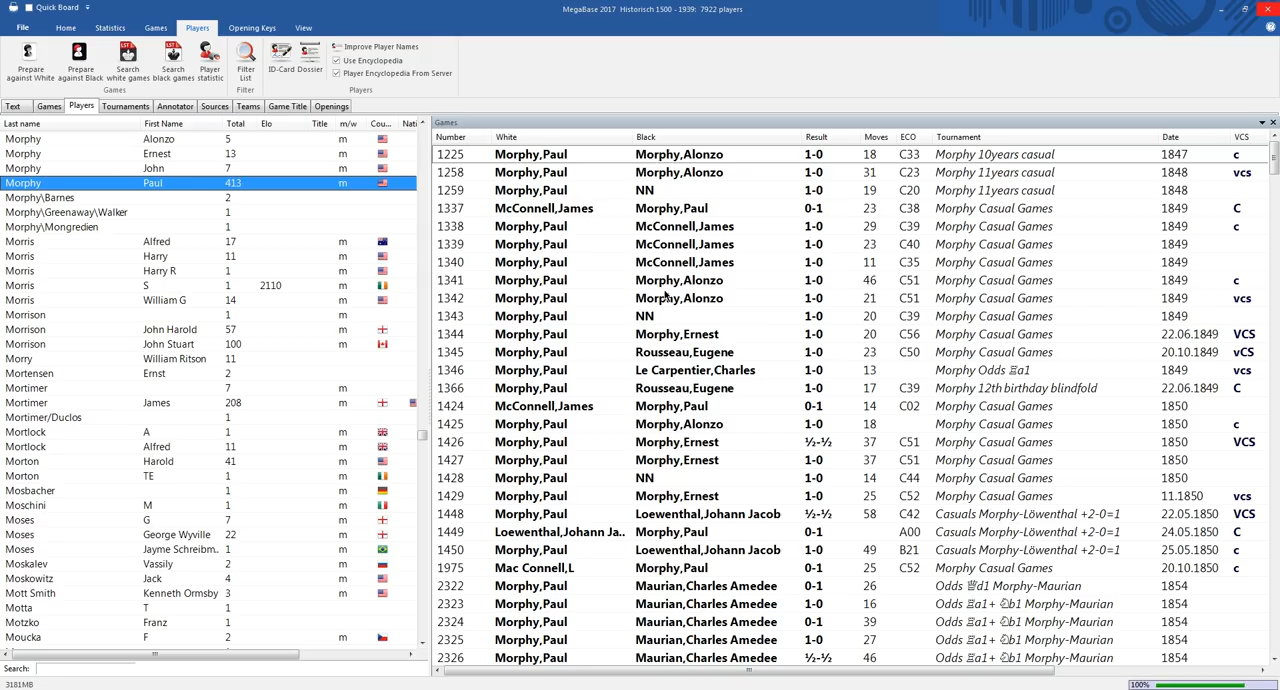 Quick Board
MegaBase 2017 Historisch 1500 - 1939: 7922 players
File Home Statistics Games Players Opening Keys View
Prepare against White
Prepare against Black
Search white games
Search black games
Player statistic
Filter List
ID-Card
Dossier
Improve Player Names
Use Encyclopedia
Player Encyclopedia From Server
Games Filter Players
Text Games Players Tournaments Annotator Sources Teams Game Title Openings
Last name First Name Total Elo Title m/w Cou... Nati
Morphy Alonzo 5 m
Morphy Ernest 13 m
Morphy John 7 m
Morphy Paul 413 m
Morphy\Barnes 2
Morphy\Greenaway\Walker 1
Morphy\Mongredien 1
Morris Alfred 17 m
Morris Harry 11 m
Morris Harry R 1 m
Morris S 1 2110 m
Morris William G 14 m
Morrison 1 m
Morrison John Harold 57 m
Morrison John Stuart 100 m
Morry William Ritson 11
Mortensen Ernst 2
Mortimer 7 m
Mortimer James 208 m
Mortimer/Duclos 1
Mortlock A 1 m
Mortlock Alfred 11 m
Morton Harold 41 m
Morton TE 1 m
Mosbacher 1 m
Moschini M 1 m
Moses G 7 m
Moses George Wyville 22 m
Moses Jayme Schreibm.. 1 m
Moskalev Vassily 2 m
Moskowitz Jack 4 m
Mott Smith Kenneth Ormsby 3 m
Motta T 1
Motzko Franz 1
Moucka F 2 m
Search:
3181MB
Games
Number White Black Result Moves ECO Tournament Date VCS
1225 Morphy,Paul Morphy,Alonzo 1-0 18 C33 Morphy 10years casual 1847 c
1258 Morphy,Paul Morphy,Alonzo 1-0 31 C23 Morphy 11years casual 1848 vcs
1259 Morphy,Paul NN 1-0 19 C20 Morphy 11years casual 1848
1337 McConnell,James Morphy,Paul 0-1 23 C38 Morphy Casual Games 1849 C
1338 Morphy,Paul McConnell,James 1-0 29 C39 Morphy Casual Games 1849 c
1339 Morphy,Paul McConnell,James 1-0 23 C40 Morphy Casual Games 1849
1340 Morphy,Paul McConnell,James 1-0 11 C35 Morphy Casual Games 1849
1341 Morphy,Paul Morphy,Alonzo 1-0 46 C51 Morphy Casual Games 1849 c
1342 Morphy,Paul Morphy,Alonzo 1-0 21 C51 Morphy Casual Games 1849 vcs
1343 Morphy,Paul NN 1-0 20 C39 Morphy Casual Games 1849
1344 Morphy,Paul Morphy,Ernest 1-0 20 C56 Morphy Casual Games 22.06.1849 VCS
1345 Morphy,Paul Rousseau,Eugene 1-0 23 C50 Morphy Casual Games 20.10.1849 vCS
1346 Morphy,Paul Le Carpentier,Charles 1-0 13 Morphy Odds ♖a1 1849 vcs
1366 Morphy,Paul Rousseau,Eugene 1-0 17 C39 Morphy 12th birthday blindfold 22.06.1849 C
1424 McConnell,James Morphy,Paul 0-1 14 C02 Morphy Casual Games 1850
1425 Morphy,Paul Morphy,Alonzo 1-0 18 Morphy Casual Games 1850 c
1426 Morphy,Paul Morphy,Ernest ½-½ 37 C51 Morphy Casual Games 1850 VCS
1427 Morphy,Paul Morphy,Ernest 1-0 37 C51 Morphy Casual Games 1850
1428 Morphy,Paul NN 1-0 14 C44 Morphy Casual Games 1850
1429 Morphy,Paul Morphy,Ernest 1-0 25 C52 Morphy Casual Games 11.1850 vcs
1448 Morphy,Paul Loewenthal,Johann Jacob ½-½ 58 C42 Casuals Morphy-Löwenthal +2-0=1 22.05.1850 VCS
1449 Loewenthal,Johann Ja.. Morphy,Paul 0-1 A00 Casuals Morphy-Löwenthal +2-0=1 24.05.1850 C
1450 Morphy,Paul Loewenthal,Johann Jacob 1-0 49 B21 Casuals Morphy-Löwenthal +2-0=1 25.05.1850 c
1975 Mac Connell,L Morphy,Paul 0-1 25 C52 Morphy Casual Games 20.10.1850 c
2322 Morphy,Paul Maurian,Charles Amedee 0-1 26 Odds ♕d1 Morphy-Maurian 1854
2323 Morphy,Paul Maurian,Charles Amedee 1-0 16 Odds ♖a1+ ♘b1 Morphy-Maurian 1854
2324 Morphy,Paul Maurian,Charles Amedee 0-1 39 Odds ♖a1+ ♘b1 Morphy-Maurian 1854
2325 Morphy,Paul Maurian,Charles Amedee 1-0 27 Odds ♖a1+ ♘b1 Morphy-Maurian 1854
2326 Morphy,Paul Maurian,Charles Amedee ½-½ 46 Odds ♖a1+ ♘b1 Morphy-Maurian 1854
100%